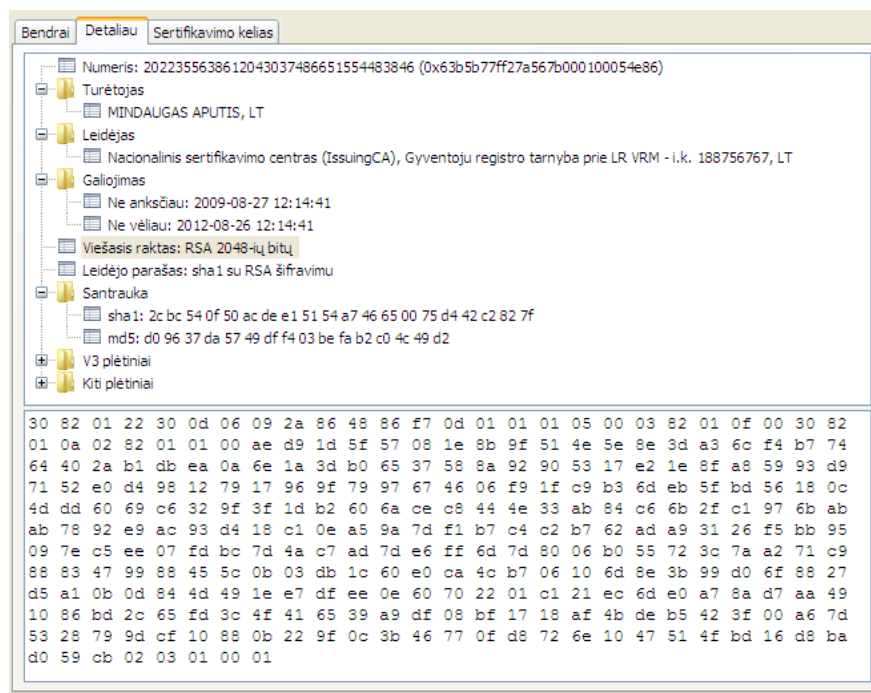 Bendrai Detaliau Sertifikavimo kelias
Numeris: 202235563861204303748665155448 3846 (0x63b5b77ff27a567b000100054e86)
Turėtojas
MINDAUGAS APUTIS, LT
Leidėjas
Nacionalinis sertifikavimo centras (IssuingCA), Gyventoju registro tarnyba prie LR VRM - i.k. 188756767, LT
Galiojimas
Ne anksčiau: 2009-08-27 12:14:41
Ne vėliau: 2012-08-26 12:14:41
Viešasis raktas: RSA 2048-ių bitų
Leidėjo parašas: sha1 su RSA šifravimu
Santrauka
sha1: 2c bc 54 0f 50 ac de e1 51 54 a7 46 65 00 75 d4 42 c2 82 7f
md5: d0 96 37 da 57 49 df f4 03 be fa b2 c0 4c 49 d2
V3 plėtiniai
Kiti plėtiniai
30 82 01 22 30 0d 06 09 2a 86 48 86 f7 0d 01 01 01 05 00 03 82 01 0f 00 30 82
01 0a 02 82 01 01 00 ae d9 1d 5f 57 08 1e 8b 9f 51 4e 5e 8e 3d a3 6c f4 b7 74
64 40 2a b1 db ea 0a 6e 1a 3d b0 65 37 58 8a 92 90 53 17 e2 1e 8f a8 59 93 d9
71 52 e0 d4 98 12 79 17 96 9f 79 97 67 46 06 f9 1f c9 b3 6d eb 5f bd 56 18 0c
4d dd 60 69 c6 32 9f 3f 1d b2 60 6a ce c8 44 4e 33 ab 84 c6 6b 2f c1 97 6b ab
ab 78 92 e9 ac 93 d4 18 c1 0e a5 9a 7d f1 b7 c4 c2 b7 62 ad a9 31 26 f5 bb 95
09 7e c5 ee 07 fd bc 7d 4a c7 ad 7d e6 ff 6d 7d 80 06 b0 55 72 3c 7a a2 71 c9
88 83 47 99 88 45 5c 0b 03 db 1c 60 e0 ca 4c b7 06 10 6d 8e 3b 99 d0 6f 88 27
d5 a1 0b 0d 84 4d 49 1e e7 df ee 0e 60 70 22 01 c1 21 ec 6d e0 a7 8a d7 aa 49
10 86 bd 2c 65 fd 3c 4f 41 65 39 a9 df 08 bf 17 18 af 4b de b5 42 3f 00 a6 7d
53 28 79 9d cf 10 88 0b 22 9f 0c 3b 46 77 0f d8 72 6e 10 47 51 4f bd 16 d8 ba
d0 59 cb 02 03 01 00 01